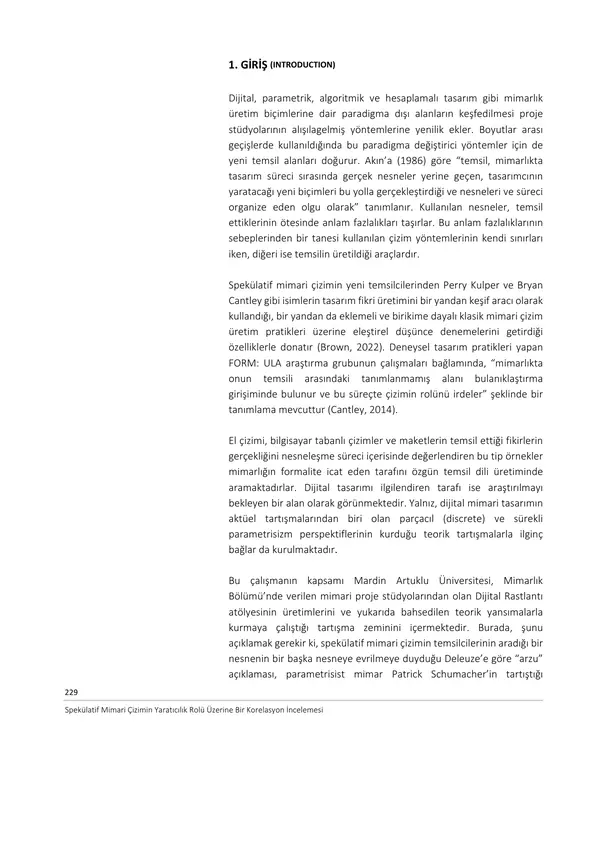 1. GİRİŞ (INTRODUCTION)
Dijital, parametrik, algoritmik ve hesaplamalı tasarım gibi mimarlık
üretim biçimlerine dair paradigma dışı alanların keşfedilmesi proje
stüdyolarının alışılagelmiş yöntemlerine yenilik ekler. Boyutlar arası
geçişlerde kullanıldığında bu paradigma değiştirici yöntemler için de
yeni temsil alanları doğurur. Akın’a (1986) göre “temsil, mimarlıkta
tasarım süreci sırasında gerçek nesneler yerine geçen, tasarımcının
yaratacağı yeni biçimleri bu yolla gerçekleştirdiği ve nesneleri ve süreci
organize eden olgu olarak” tanımlanır. Kullanılan nesneler, temsil
ettiklerinin ötesinde anlam fazlalıkları taşırlar. Bu anlam fazlalıklarının
sebeplerinden bir tanesi kullanılan çizim yöntemlerinin kendi sınırları
iken, diğeri ise temsilin üretildiği araçlardır.
Spekülatif mimari çizimin yeni temsilcilerinden Perry Kulper ve Bryan
Cantley gibi isimlerin tasarım fikri üretimini bir yandan keşif aracı olarak
kullandığı, bir yandan da eklemeli ve birikime dayalı klasik mimari çizim
üretim pratikleri üzerine eleştirel düşünce denemelerini getirdiği
özelliklerle donatır (Brown, 2022). Deneysel tasarım pratikleri yapan
FORM: ULA araştırma grubunun çalışmaları bağlamında, “mimarlıkta
onun temsili arasındaki tanımlanmamış alanı bulanıklaştırma
girişiminde bulunur ve bu süreçte çizimin rolünü irdeler” şeklinde bir
tanımlama mevcuttur (Cantley, 2014).
El çizimi, bilgisayar tabanlı çizimler ve maketlerin temsil ettiği fikirlerin
gerçekliğini nesneleşme süreci içerisinde değerlendiren bu tip örnekler
mimarlığın formalite icat eden tarafını özgün temsil dili üretiminde
aramaktadırlar. Dijital tasarımı ilgilendiren tarafı ise araştırılmayı
bekleyen bir alan olarak görünmektedir. Yalnız, dijital mimari tasarımın
aktüel tartışmalarından biri olan parçacıl (discrete) ve sürekli
parametrisizm perspektiflerinin kurduğu teorik tartışmalarla ilginç
bağlar da kurulmaktadır.
Bu çalışmanın kapsamı Mardin Artuklu Üniversitesi, Mimarlık
Bölümü’nde verilen mimari proje stüdyolarından olan Dijital Rastlantı
atölyesinin üretimlerini ve yukarıda bahsedilen teorik yansımalarla
kurmaya çalıştığı tartışma zeminini içermektedir. Burada, şunu
açıklamak gerekir ki, spekülatif mimari çizimin temsilcilerinin aradığı bir
nesnenin bir başka nesneye evrilmeye duyduğu Deleuze’e göre “arzu”
açıklaması, parametrisist mimar Patrick Schumacher’in tartıştığı
229
Spekülatif Mimari Çizimin Yaratıcılık Rolü Üzerine Bir Korelasyon İncelemesi